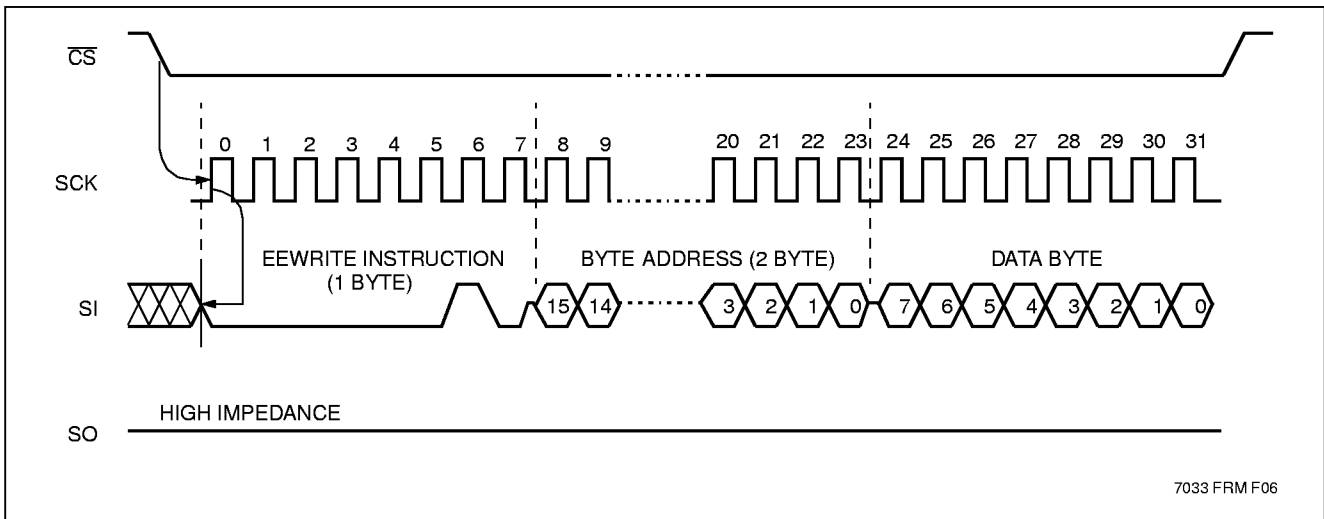 CS
0 1 2 3 4 5 6 7 8 9 20 21 22 23 24 25 26 27 28 29 30 31
SCK
EEWRITE INSTRUCTION
(1 BYTE)
BYTE ADDRESS (2 BYTE)
DATA BYTE
SI
15 14 3 2 1 0 7 6 5 4 3 2 1 0
HIGH IMPEDANCE
SO
7033 FRM F06